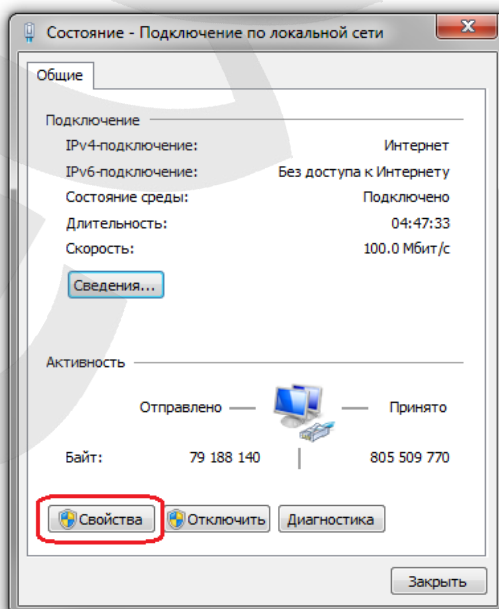 Состояние - Подключение по локальной сети
Общие
Подключение
IPv4-подключение: Интернет
IPv6-подключение: Без доступа к Интернету
Состояние среды: Подключено
Длительность: 04:47:33
Скорость: 100.0 Мбит/с
Сведения...
Активность
Отправлено — — Принято
Байт: 79 188 140 | 805 509 770
Свойства Отключить Диагностика
Закрыть